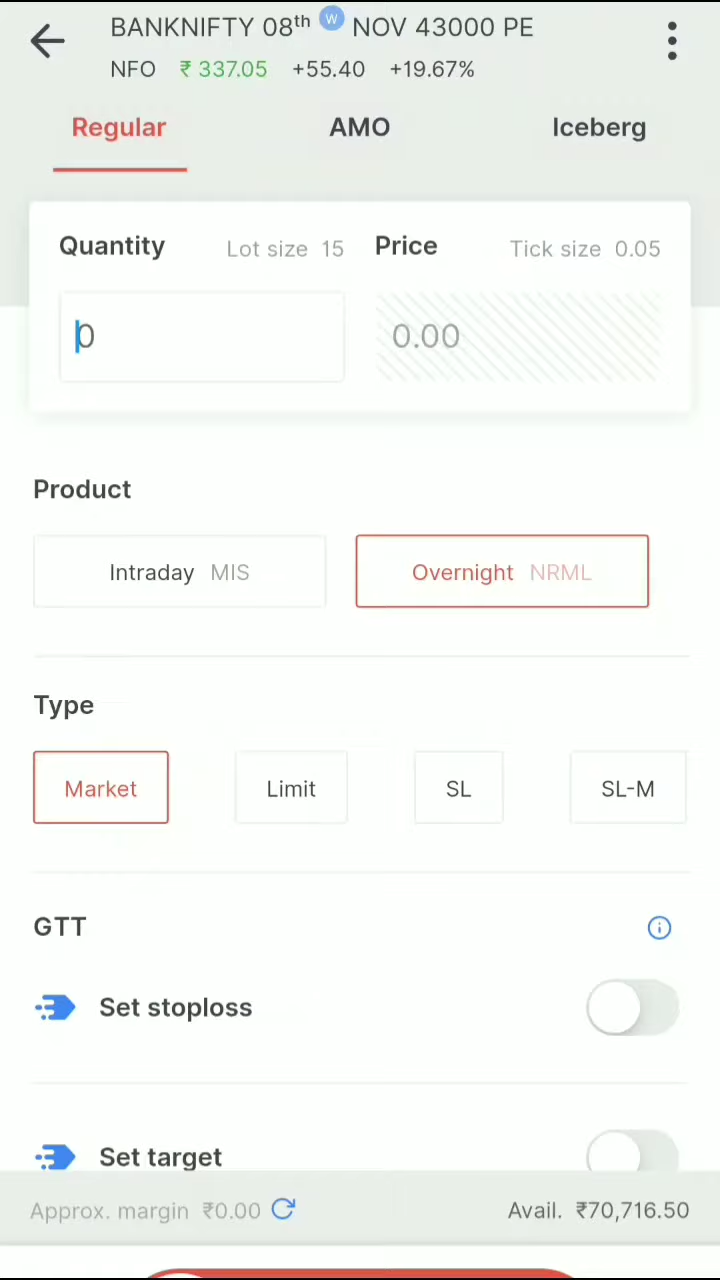 BANKNIFTY 08th W NOV 43000 PE
NFO ₹ 337.05 +55.40 +19.67%
Regular AMO Iceberg
Quantity Lot size 15 Price Tick size 0.05
0 0.00
Product
Intraday MIS Overnight NRML
Type
Market Limit SL SL-M
GTT
Set stoploss
Set target
Approx. margin ₹0.00 Avail. ₹70,716.50